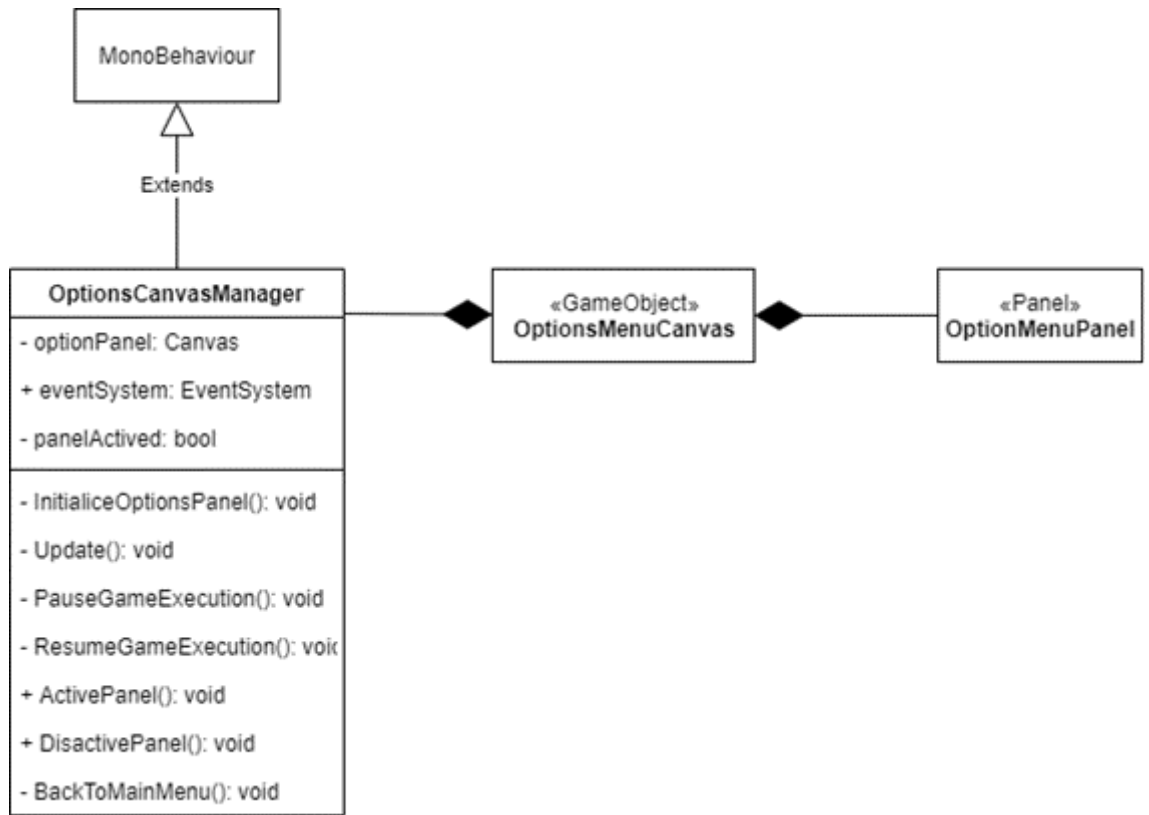 MonoBehaviour
Extends
OptionsCanvasManager
- optionPanel: Canvas
+ eventSystem: EventSystem
- panelActived: bool
- InitialiceOptionsPanel(): void
- Update(): void
- PauseGameExecution(): void
- ResumeGameExecution(): void
+ ActivePanel(): void
+ DisactivePanel(): void
- BackToMainMenu(): void
«GameObject»
OptionsMenuCanvas
«Panel»
OptionMenuPanel